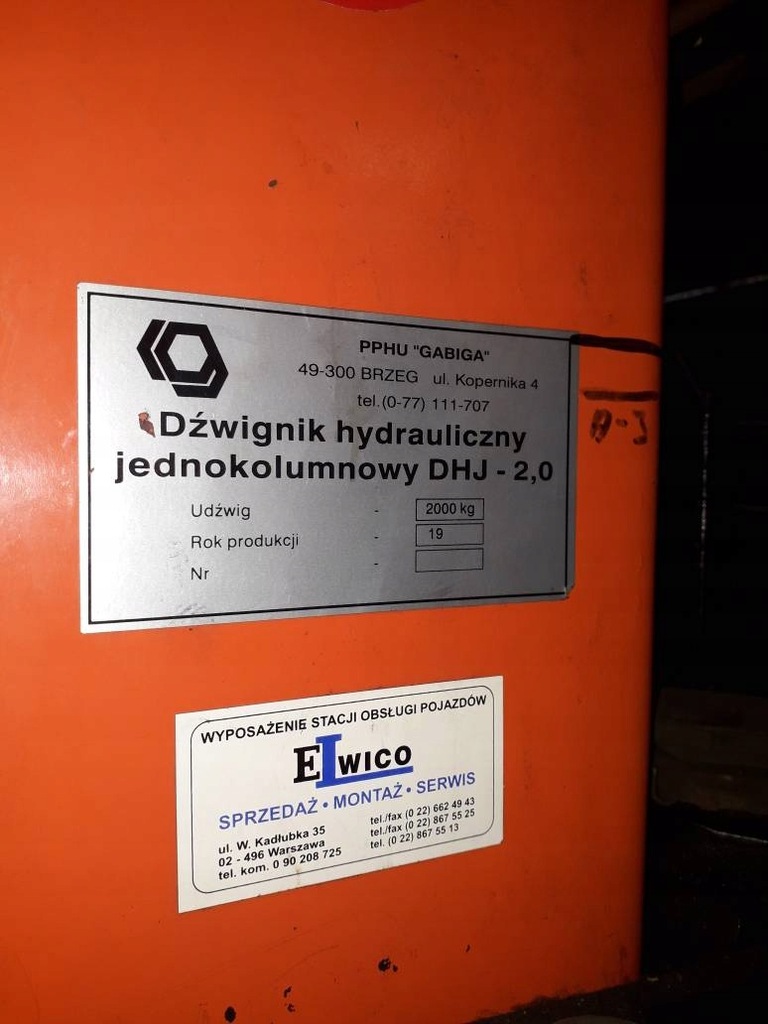 PPHU "GABIGA"
49-300 BRZEG ul. Kopernika 4
tel.(0-77) 111-707
Dźwignik hydrauliczny
jednokolumnowy DHJ - 2,0
Udźwig - 2000 kg
Rok produkcji - 19
Nr -
WYPOSAŻENIE STACJI OBSŁUGI POJAZDÓW
ELWICO
SPRZEDAŻ • MONTAŻ • SERWIS
ul. W. Kadłubka 35
02 - 496 Warszawa
tel. kom. 0 90 208 725
tel./fax (0 22) 662 49 43
tel./fax (0 22) 867 55 25
tel. (0 22) 867 55 13